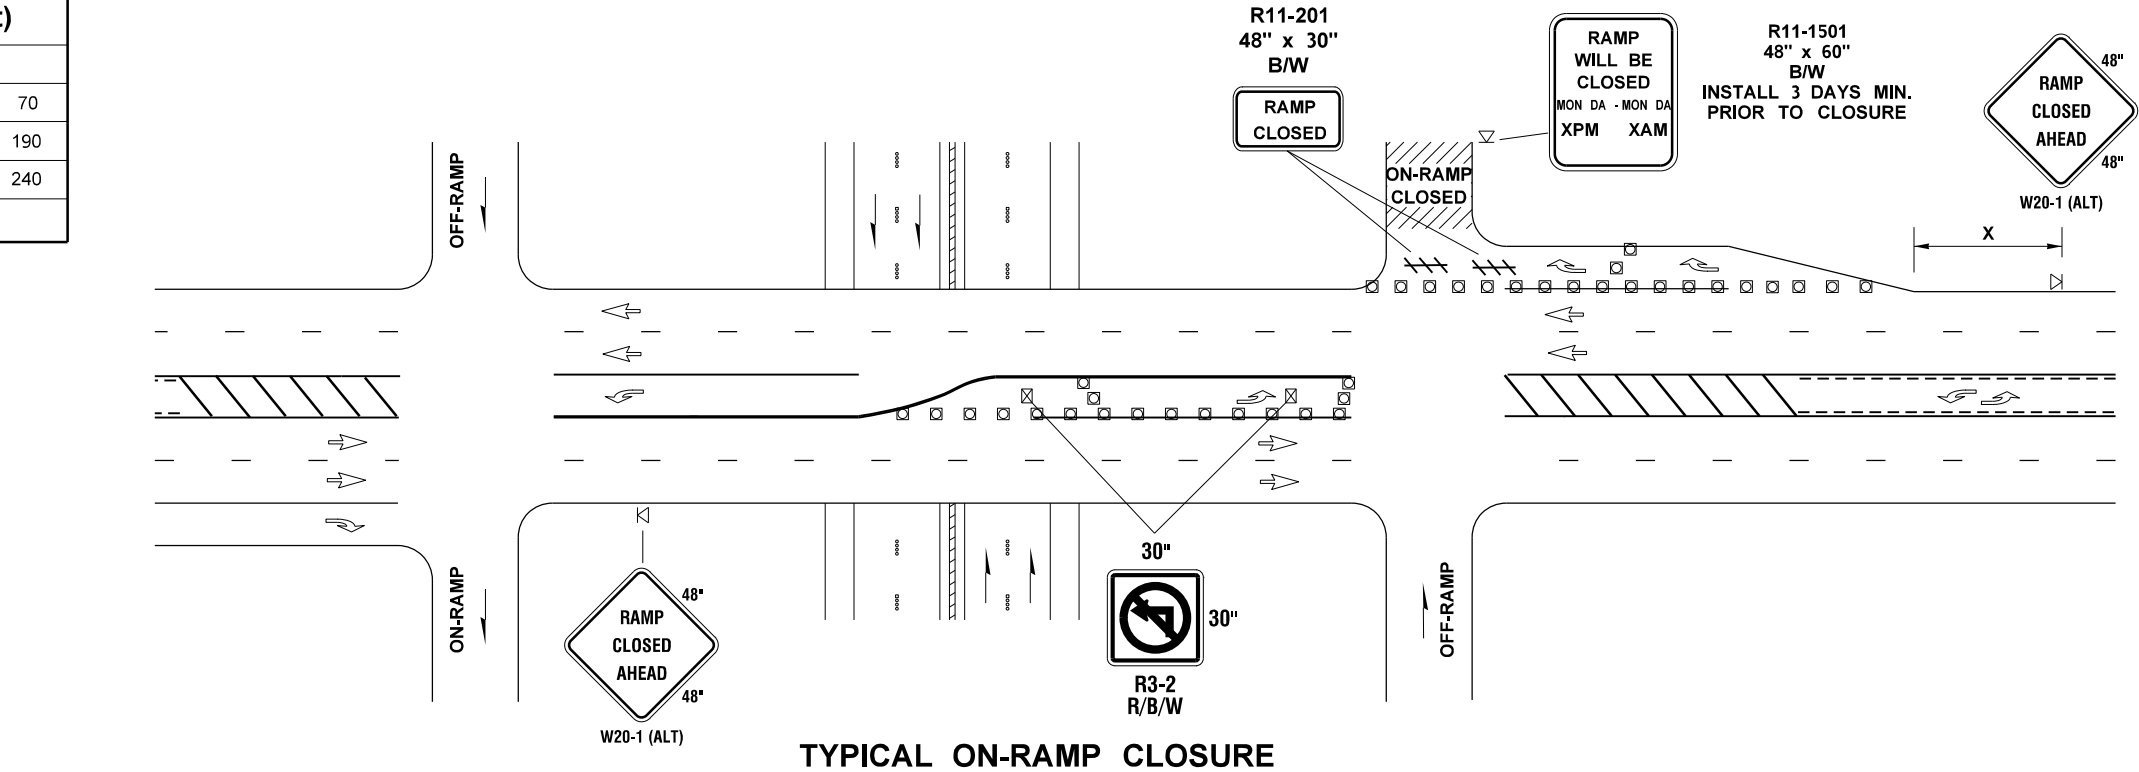 t)
70
190
240
R11-201
48" x 30"
B/W
RAMP
CLOSED
RAMP
WILL BE
CLOSED
MON DA - MON DA
XPM XAM
R11-1501
48" x 60"
B/W
INSTALL 3 DAYS MIN.
PRIOR TO CLOSURE
48"
RAMP
CLOSED
AHEAD
48"
W20-1 (ALT)
X
OFF-RAMP
ON-RAMP
CLOSED
ON-RAMP
48"
RAMP
CLOSED
AHEAD
48"
W20-1 (ALT)
30"
30"
R3-2
R/B/W
OFF-RAMP
TYPICAL ON-RAMP CLOSURE